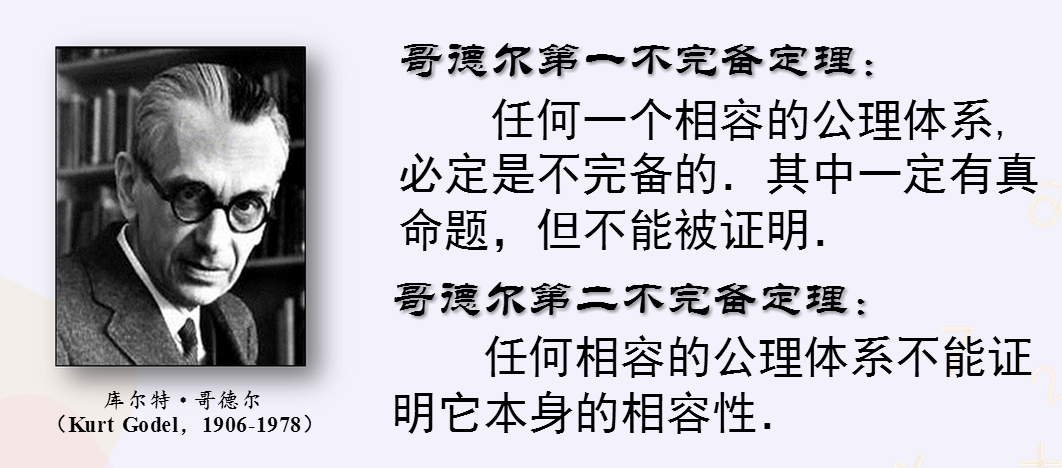 哥德尔第一不完备定理：
任何一个相容的公理体系,
必定是不完备的．其中一定有真
命题，但不能被证明．
哥德尔第二不完备定理：
任何相容的公理体系不能证
明它本身的相容性．
库尔特·哥德尔
（Kurt Godel，1906-1978）